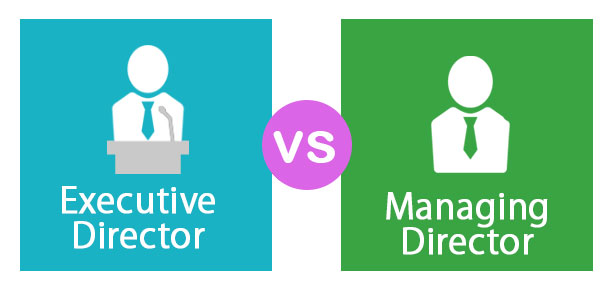 Executive
Director
vs
Managing
Director